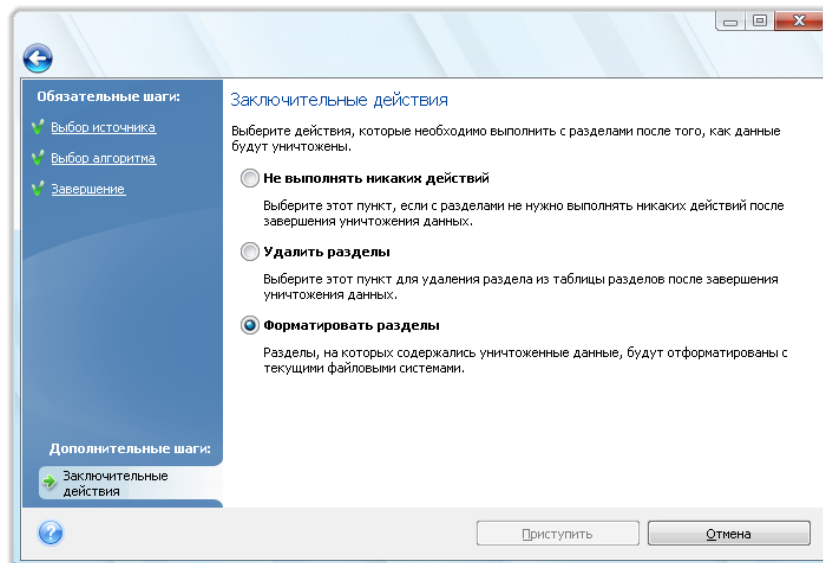 Обязательные шаги:
Выбор источника
Выбор алгоритма
Завершение
Дополнительные шаги:
Заключительные
действия
Заключительные действия
Выберите действия, которые необходимо выполнить с разделами после того, как данные
будут уничтожены.
Не выполнять никаких действий
Выберите этот пункт, если с разделами не нужно выполнять никаких действий после
завершения уничтожения данных.
Удалить разделы
Выберите этот пункт для удаления раздела из таблицы разделов после завершения
уничтожения данных.
Форматировать разделы
Разделы, на которых содержались уничтоженные данные, будут отформатированы с
текущими файловыми системами.
Приступить
Отмена